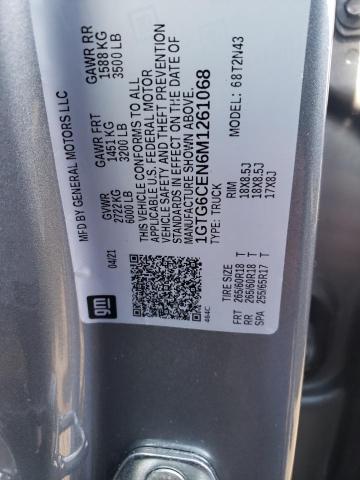 MFD BY GENERAL MOTORS LLC
04/21
GVWR
2722 KG
6000 LB
GAWR FRT
1451 KG
3200 LB
GAWR RR
1588 KG
3500 LB
THIS VEHICLE CONFORMS TO ALL
APPLICABLE U.S. FEDERAL MOTOR
VEHICLE SAFETY AND THEFT PREVENTION
STANDARDS IN EFFECT ON THE DATE OF
MANUFACTURE SHOWN ABOVE.
1GTG6CEN6M1261068
TYPE: TRUCK
MODEL: 68T2N43
gm
464C
TIRE SIZE
RIM
FRT 265/60R18 T 18X8.5J
RR 265/60R18 T 18X8.5J
SPA 255/65R17 T 17X8J